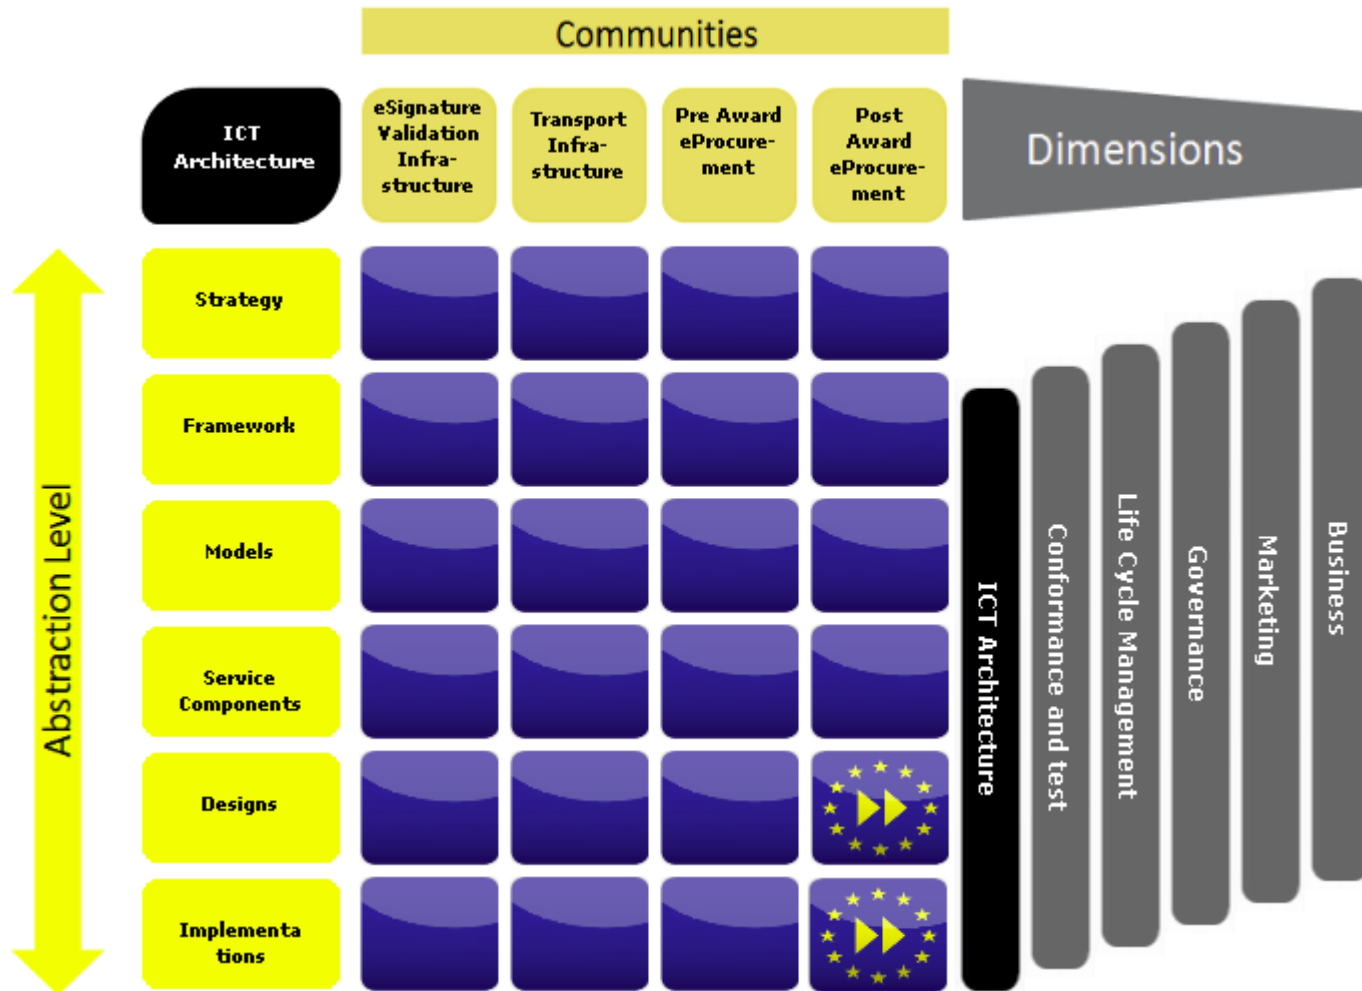 Communities
ICT
Architecture
eSignature
Validation
Infra-
structure
Transport
Infra-
structure
Pre Award
eProcure-
ment
Post
Award
eProcure-
ment
Dimensions
Abstraction Level
Strategy
Framework
Models
Service
Components
Designs
Implementa
tions
ICT Architecture
Conformance and test
Life Cycle Management
Governance
Marketing
Business